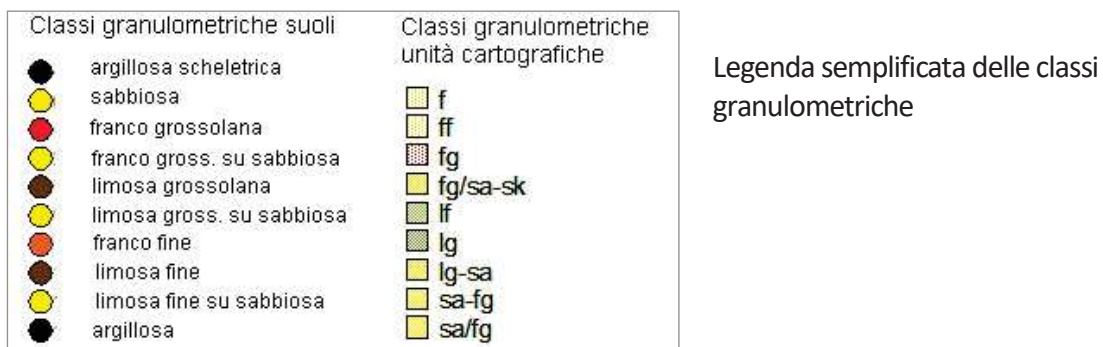 Classi granulometriche suoli
argillosa scheletrica
sabbiosa
franco grossolana
franco gross. su sabbiosa
limosa grossolana
limosa gross. su sabbiosa
franco fine
limosa fine
limosa fine su sabbiosa
argillosa
Classi granulometriche
unità cartografiche
f
ff
fg
fg/sa-sk
lf
lg
lg-sa
sa-fg
sa/fg
Legenda semplificata delle classi
granulometriche